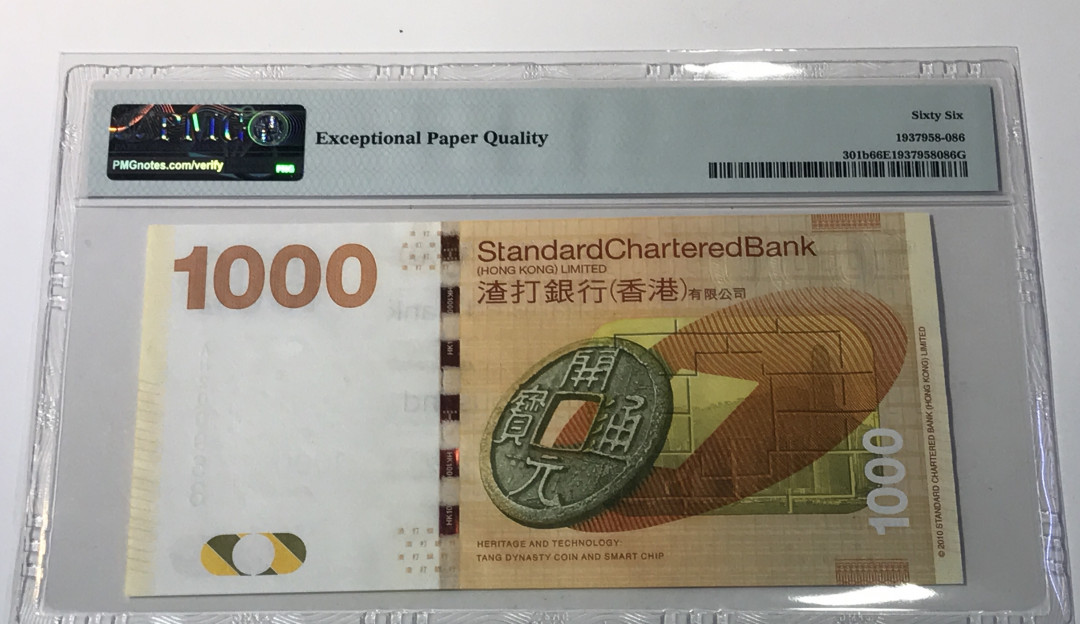 PMG
PMGnotes.com/verify
PMG
Exceptional Paper Quality
Sixty Six
1937958-086
301b66E1937958086G
1000
StandardCharteredBank
(HONG KONG) LIMITED
渣打銀行(香港)有限公司
開通元寶
HERITAGE AND TECHNOLOGY:
TANG DYNASTY COIN AND SMART CHIP
1000
© 2010 STANDARD CHARTERED BANK (HONG KONG) LIMITED